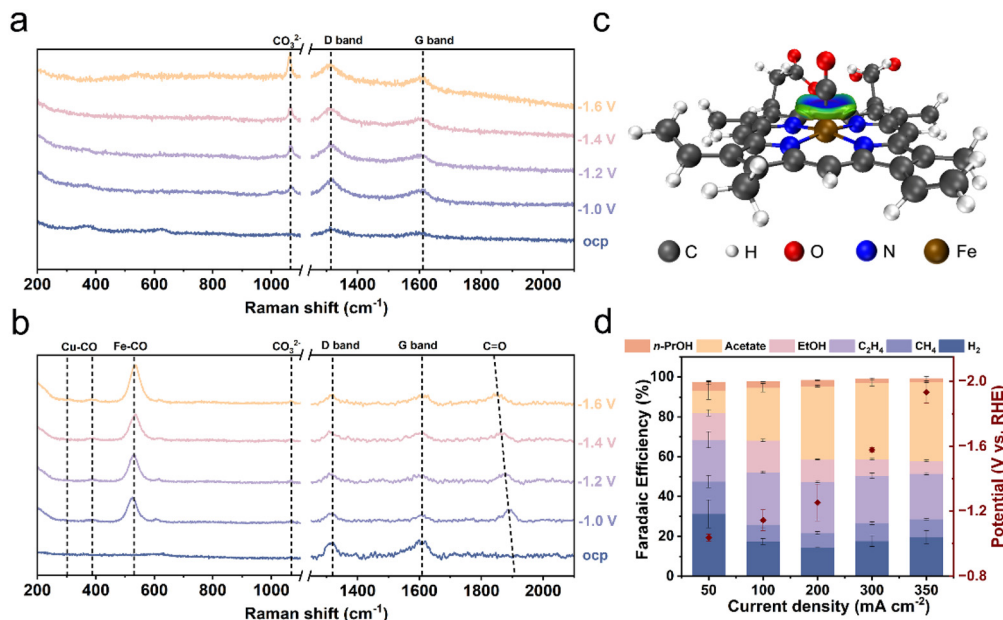 a
CO₃²⁻ D band G band
-1.6 V
-1.4 V
-1.2 V
-1.0 V
ocp
200 400 600 800 1000 1400 1600 1800 2000
Raman shift (cm⁻¹)
b
Cu-CO Fe-CO CO₃²⁻ D band G band C=O
-1.6 V
-1.4 V
-1.2 V
-1.0 V
ocp
200 400 600 800 1000 1400 1600 1800 2000
Raman shift (cm⁻¹)
c
C H O N Fe
d
n-PrOH Acetate EtOH C₂H₄ CH₄ H₂
Faradaic Efficiency (%)
100
80
60
40
20
0
50 100 200 300 350
Current density (mA cm⁻²)
−2.0
−1.6
−1.2
−0.8
Potential (V vs. RHE)